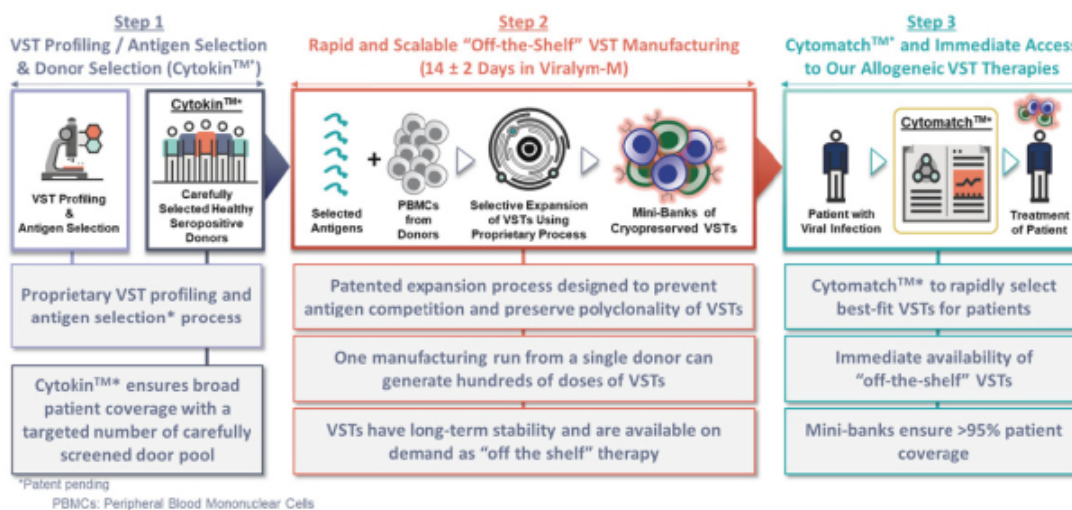 Step 1
VST Profiling / Antigen Selection
& Donor Selection (Cytokin™*)
Cytokin™*
VST Profiling
&
Antigen Selection
Carefully
Selected Healthy
Seropositive
Donors
Proprietary VST profiling and
antigen selection* process
Cytokin™* ensures broad
patient coverage with a
targeted number of carefully
screened door pool
Step 2
Rapid and Scalable “Off-the-Shelf” VST Manufacturing
(14 ± 2 Days in Viralym-M)
+
Selected
Antigens
PBMCs
from
Donors
Selective Expansion
of VSTs Using
Proprietary Process
Mini-Banks of
Cryopreserved VSTs
Patented expansion process designed to prevent
antigen competition and preserve polyclonality of VSTs
One manufacturing run from a single donor can
generate hundreds of doses of VSTs
VSTs have long-term stability and are available on
demand as “off the shelf” therapy
Step 3
Cytomatch™* and Immediate Access
to Our Allogeneic VST Therapies
Cytomatch™*
Patient with
Viral Infection
Treatment
of Patient
Cytomatch™* to rapidly select
best-fit VSTs for patients
Immediate availability of
“off-the-shelf” VSTs
Mini-banks ensure >95% patient
coverage
*Patent pending
PBMCs: Peripheral Blood Mononuclear Cells